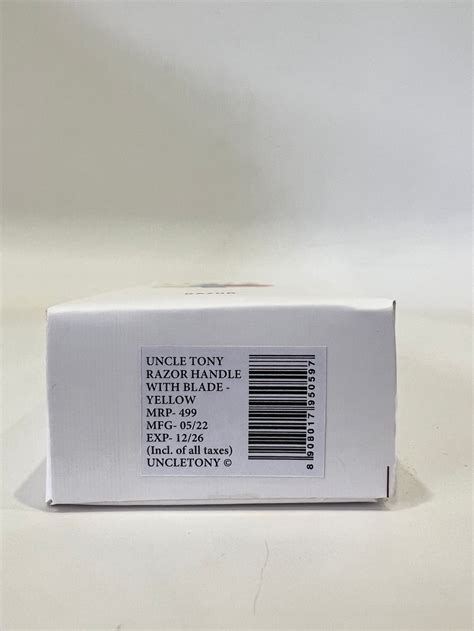 UNCLE TONY
RAZOR HANDLE
WITH BLADE -
YELLOW
MRP- 499
MFG- 05/22
EXP- 12/26
(Incl. of all taxes)
UNCLETONY ©
8 908017 950597